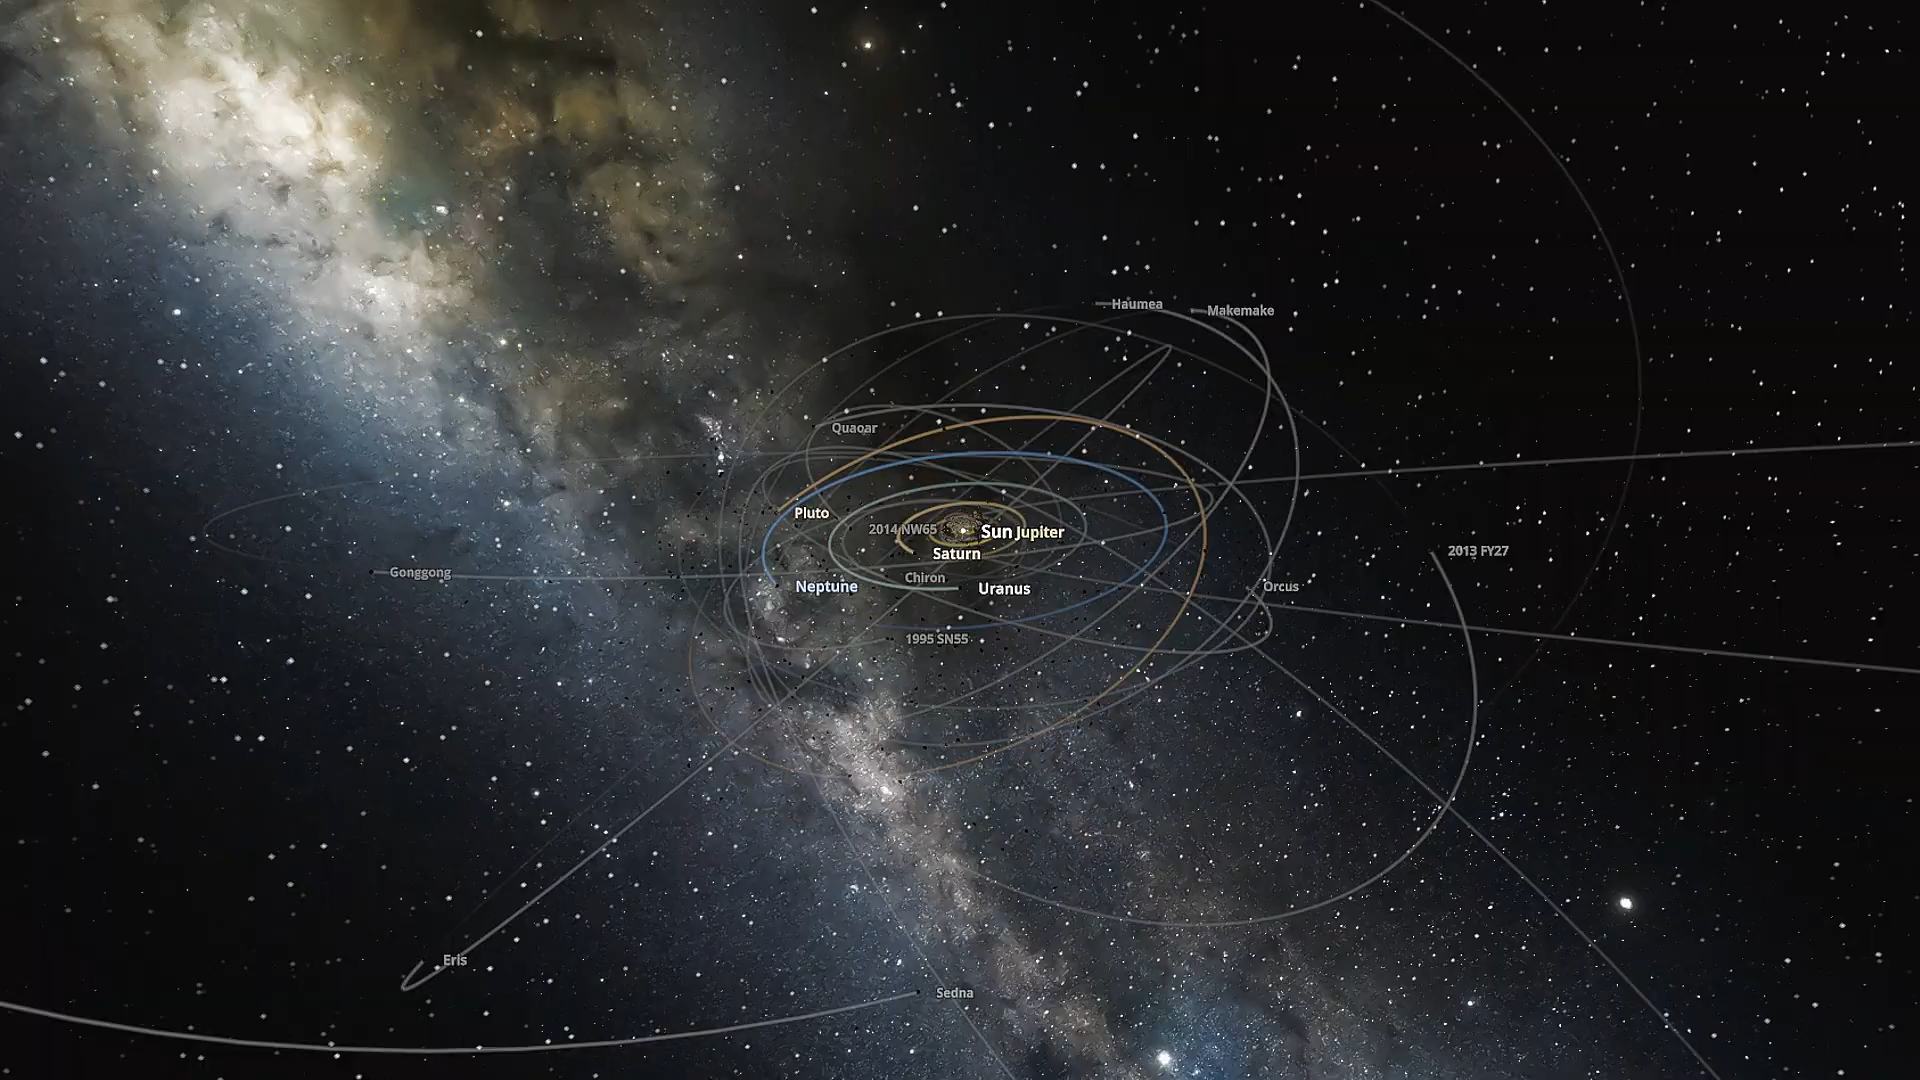 Haumea
Makemake
Quaoar
Pluto
2014 NW65
Sun
Jupiter
Saturn
2013 FY27
Gonggong
Chiron
Neptune
Uranus
Orcus
1995 SN55
Eris
Sedna